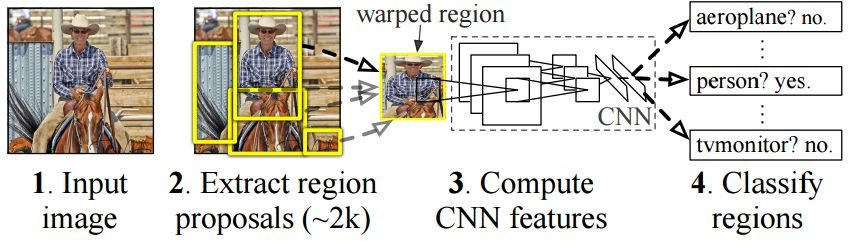 warped region
aeroplane? no.
person? yes.
CNN
tvmonitor? no.
1. Input
image
2. Extract region
proposals (~2k)
3. Compute
CNN features
4. Classify
regions